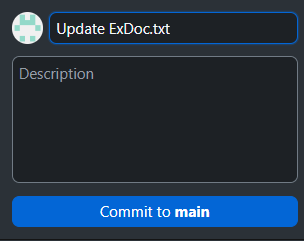 Update ExDoc.txt
Description
Commit to main